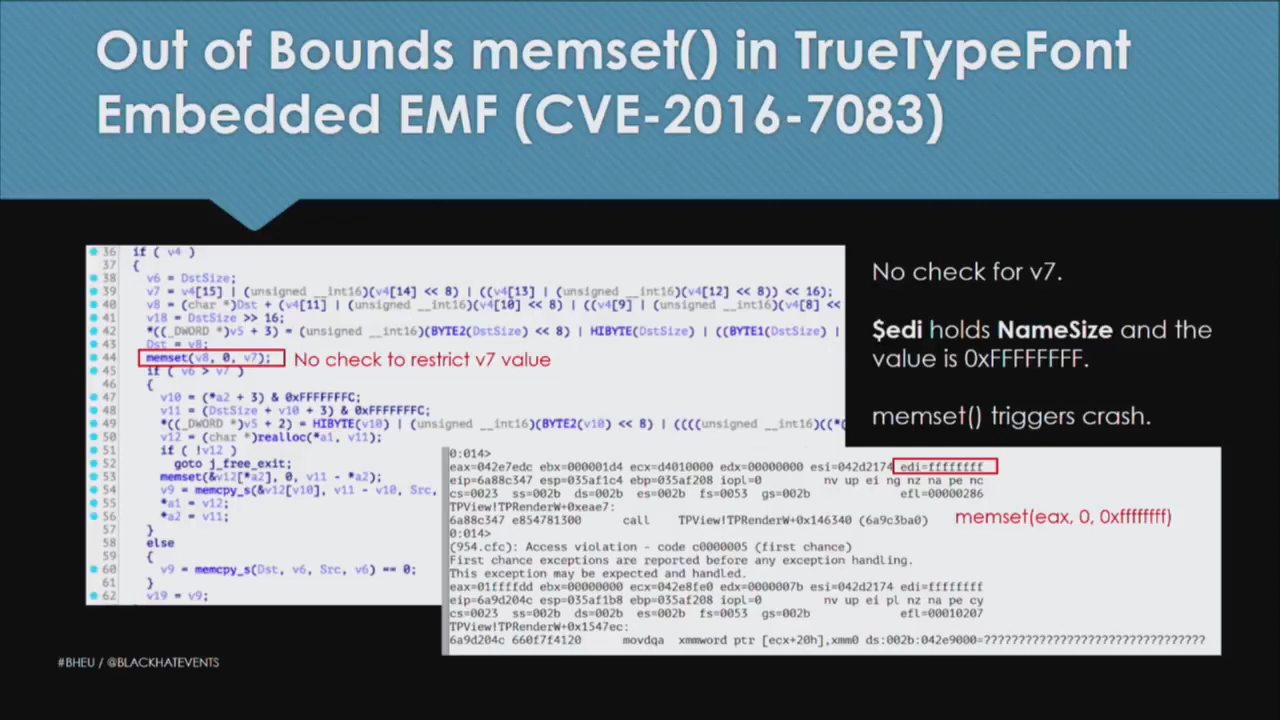 Out of Bounds memset() in TrueTypeFont
Embedded EMF (CVE-2016-7083)
36 if ( v4 )
37 {
38 v6 = DstSize;
39 v7 = v4[15] | (unsigned __int16)(v4[14] << 8) | ((v4[13] | (unsigned __int16)(v4[12] << 8)) << 16);
40 v8 = (char *)Dst + (v4[11] | (unsigned __int16)(v4[10] << 8) | ((v4[9] | (unsigned __int16)(v4[8] <<
41 v18 = DstSize >> 16;
42 *((_DWORD *)v5 + 3) = (unsigned __int16)(BYTE2(DstSize) << 8) | HIBYTE(DstSize) | ((BYTE1(DstSize) |
43 Dst = v8;
44 memset(v8, 0, v7); No check to restrict v7 value
45 if ( v6 > v7 )
46 {
47 v10 = (*a2 + 3) & 0xFFFFFFFC;
48 v11 = (DstSize + v10 + 3) & 0xFFFFFFFC;
49 *((_DWORD *)v5 + 2) = HIBYTE(v10) | (unsigned __int16)(BYTE2(v10) << 8) | ((((unsigned __int16)((*(
50 v12 = (char *)realloc(*a1, v11);
51 if ( !v12 )
52 goto j_free_exit;
53 memset(&v12[*a2], 0, v11 - *a2);
54 v9 = memcpy_s(&v12[v10], v11 - v10, Src,
55 *a1 = v12;
56 *a2 = v11;
57 }
58 else
59 {
60 v9 = memcpy_s(Dst, v6, Src, v6) == 0;
61 }
62 v19 = v9;
No check for v7.
$edi holds NameSize and the
value is 0xFFFFFFFF.
memset() triggers crash.
0:014>
eax=042e7edc ebx=000001d4 ecx=d4010000 edx=00000000 esi=042d2174 edi=ffffffff
eip=6a88c347 esp=035af1c4 ebp=035af208 iopl=0 nv up ei ng nz na pe nc
cs=0023 ss=002b ds=002b es=002b fs=0053 gs=002b efl=00000286
TPView!TPRenderW+0xeae7:
6a88c347 e854781300 call TPView!TPRenderW+0x146340 (6a9c3ba0)
memset(eax, 0, 0xffffffff)
0:014>
(954.cfc): Access violation - code c0000005 (first chance)
First chance exceptions are reported before any exception handling.
This exception may be expected and handled.
eax=01ffffdd ebx=00000000 ecx=042e8fe0 edx=0000007b esi=042d2174 edi=ffffffff
eip=6a9d204c esp=035af1b8 ebp=035af208 iopl=0 nv up ei pl nz na pe cy
cs=0023 ss=002b ds=002b es=002b fs=0053 gs=002b efl=00010207
TPView!TPRenderW+0x1547ec:
6a9d204c 660f7f4120 movdqa xmmword ptr [ecx+20h],xmm0 ds:002b:042e9000=????????????????????????????????
#BHEU / @BLACKHATEVENTS